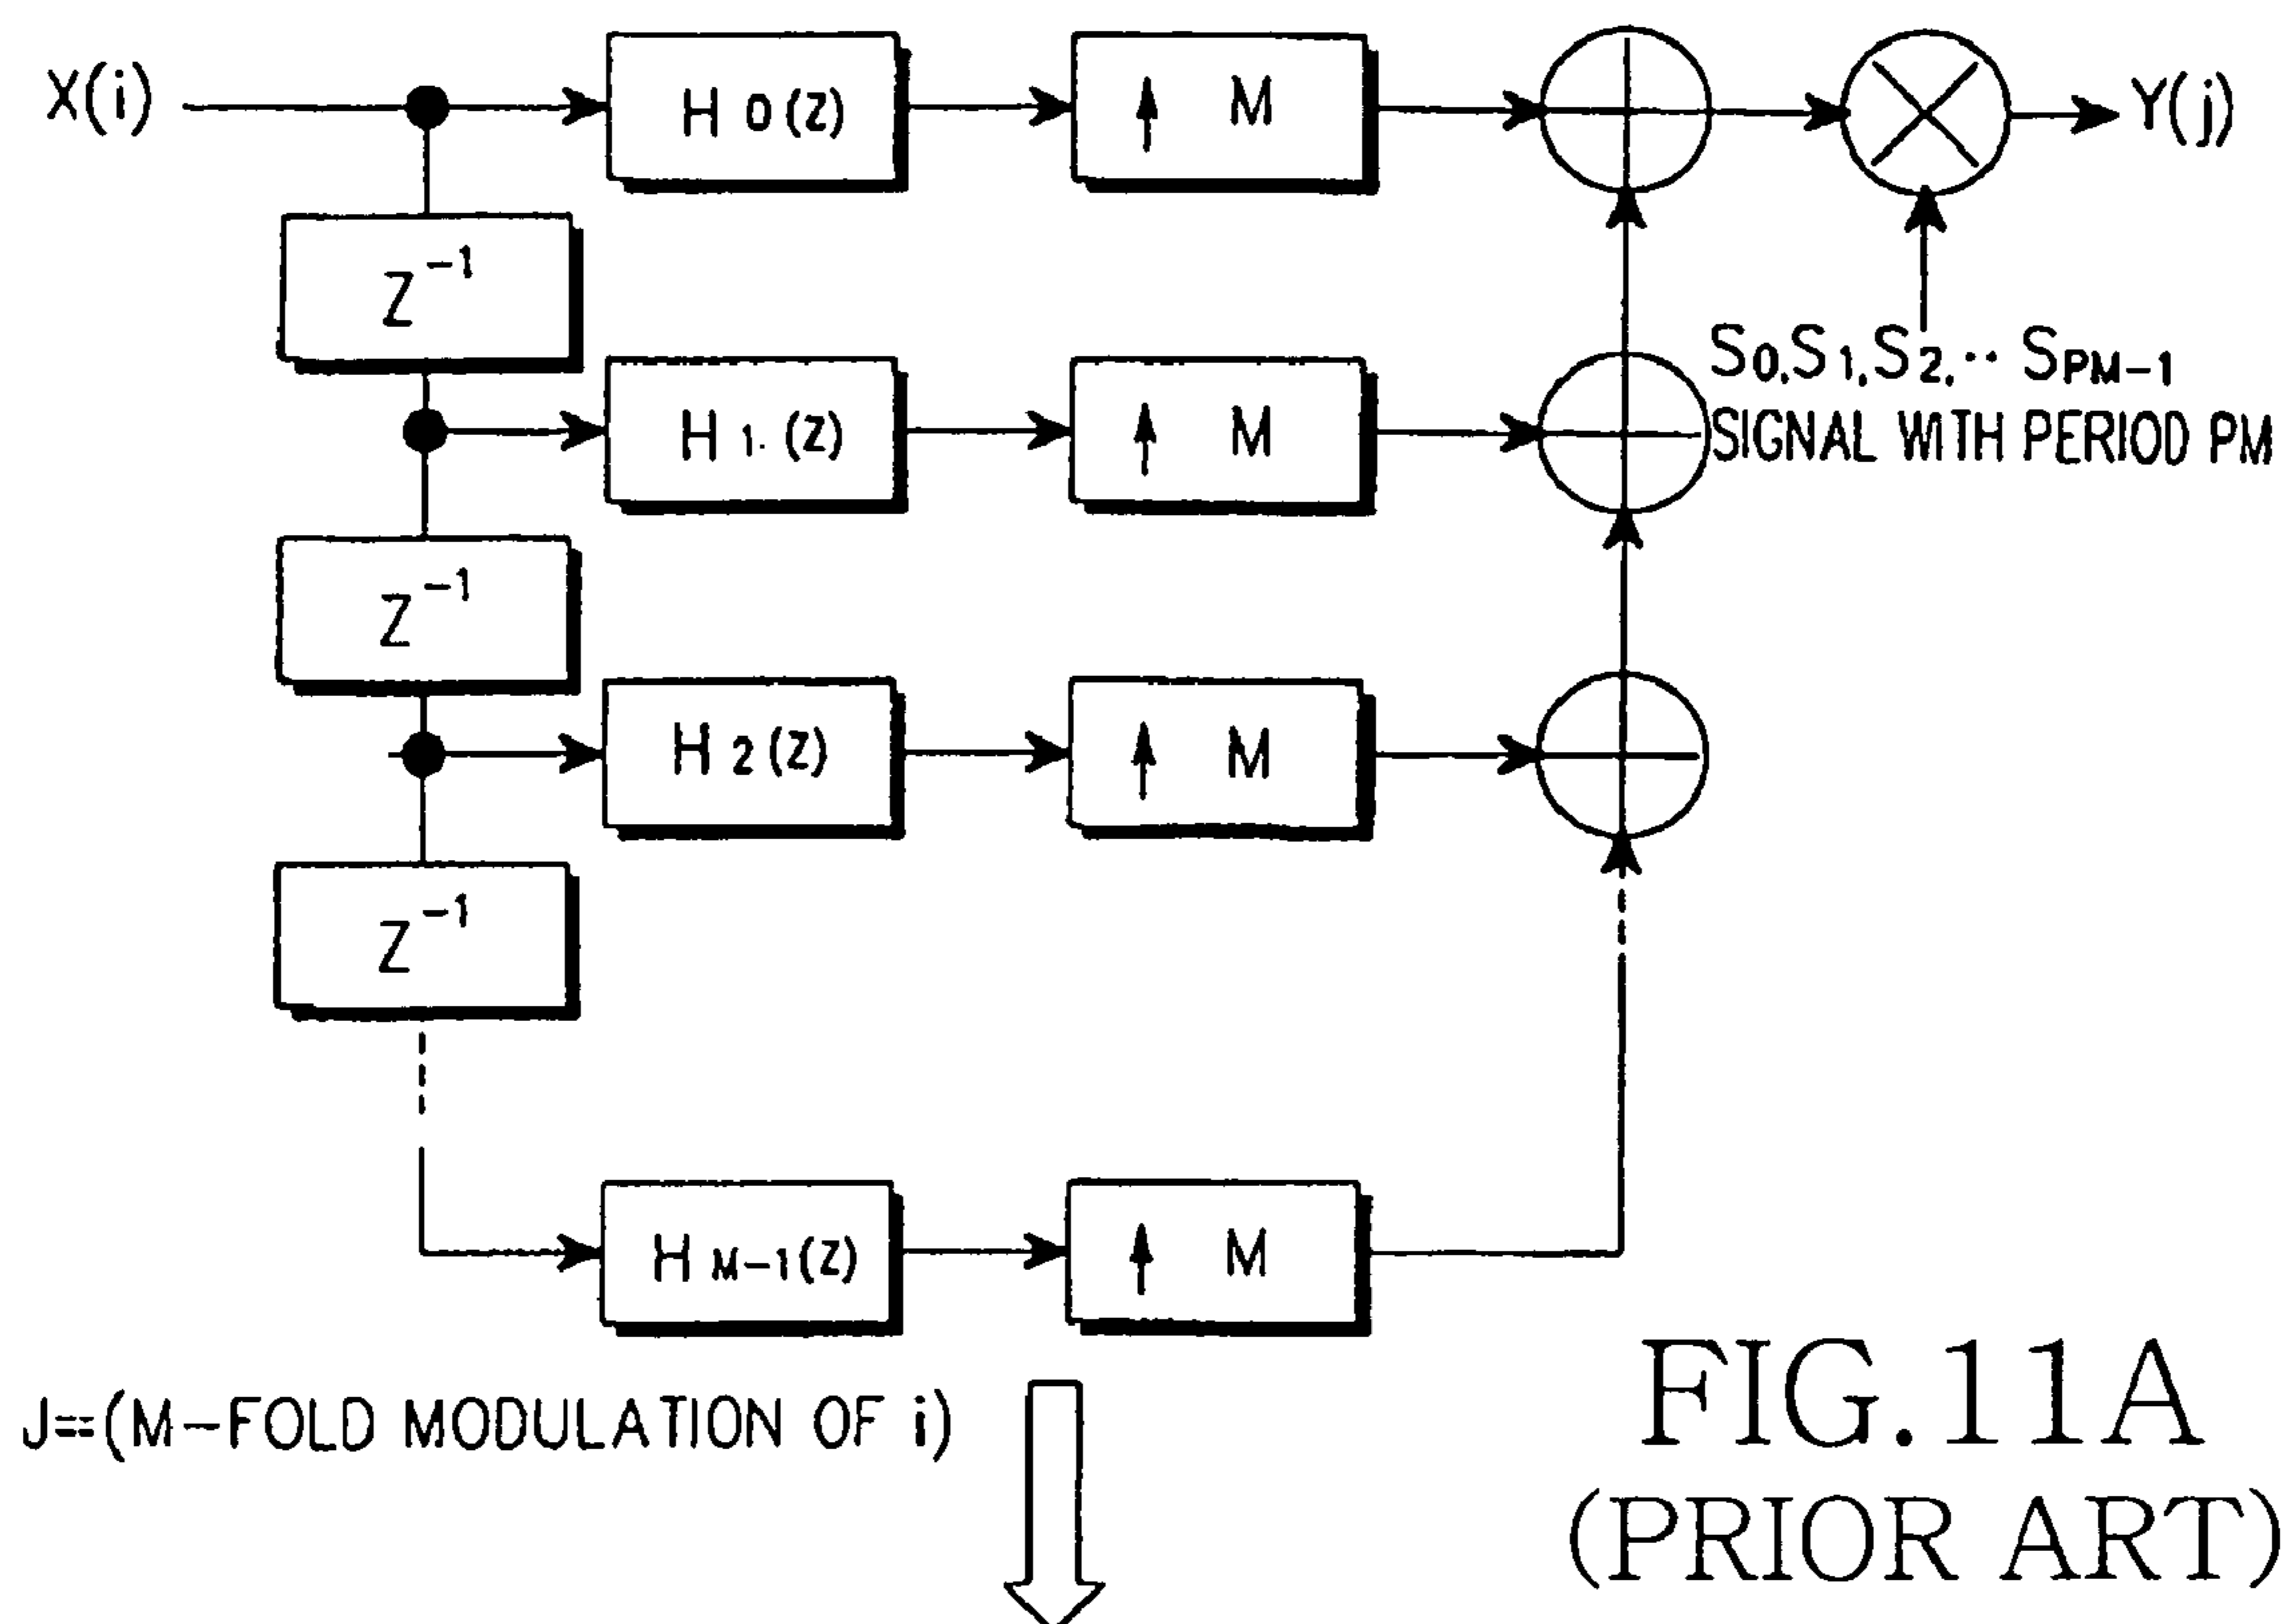 X(i)
H 0 (Z)
↑ M
Y(j)
Z⁻¹
S0,S1,S2,·· SPM-1
SIGNAL WITH PERIOD PM
H 1. (Z)
↑ M
Z⁻¹
H 2 (Z)
↑ M
Z⁻¹
H M-1(Z)
↑ M
J==(M-FOLD MODULATION OF i)
FIG.11A
(PRIOR ART)